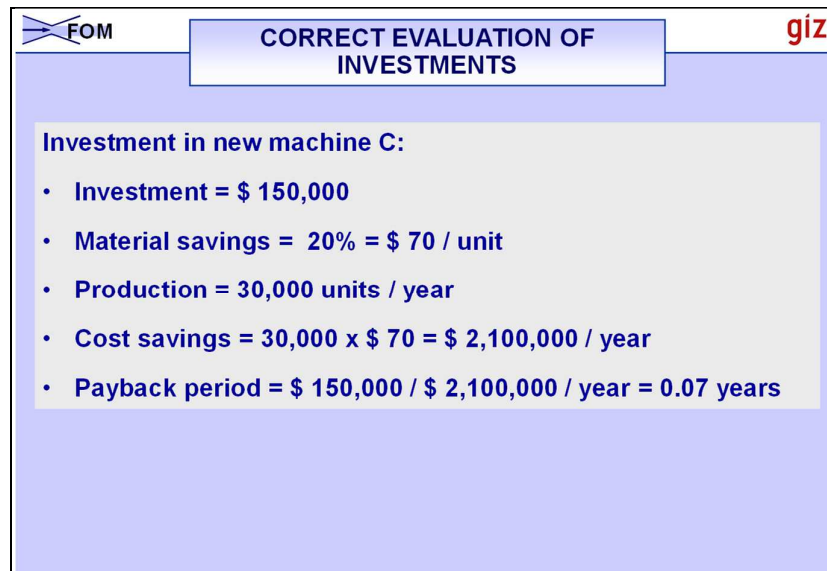 FOM
CORRECT EVALUATION OF
INVESTMENTS
giz
Investment in new machine C:
• Investment = $ 150,000
• Material savings = 20% = $ 70 / unit
• Production = 30,000 units / year
• Cost savings = 30,000 x $ 70 = $ 2,100,000 / year
• Payback period = $ 150,000 / $ 2,100,000 / year = 0.07 years